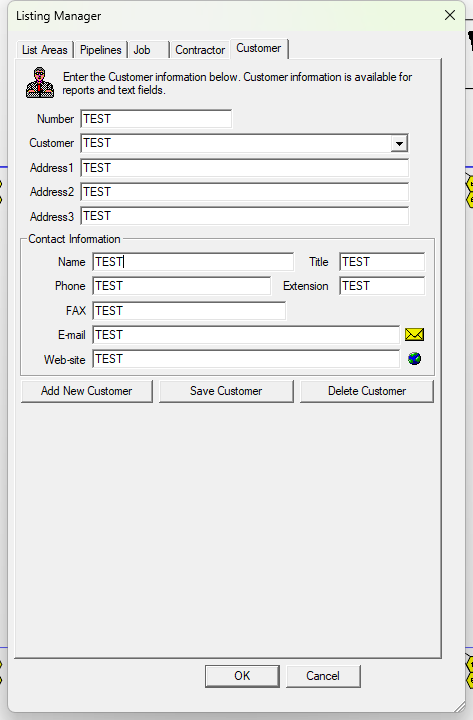 Listing Manager
List Areas Pipelines Job Contractor Customer
Enter the Customer information below. Customer information is available for
reports and text fields.
Number TEST
Customer TEST
Address1 TEST
Address2 TEST
Address3 TEST
Contact Information
Name TEST Title TEST
Phone TEST Extension TEST
FAX TEST
E-mail TEST
Web-site TEST
Add New Customer Save Customer Delete Customer
OK Cancel